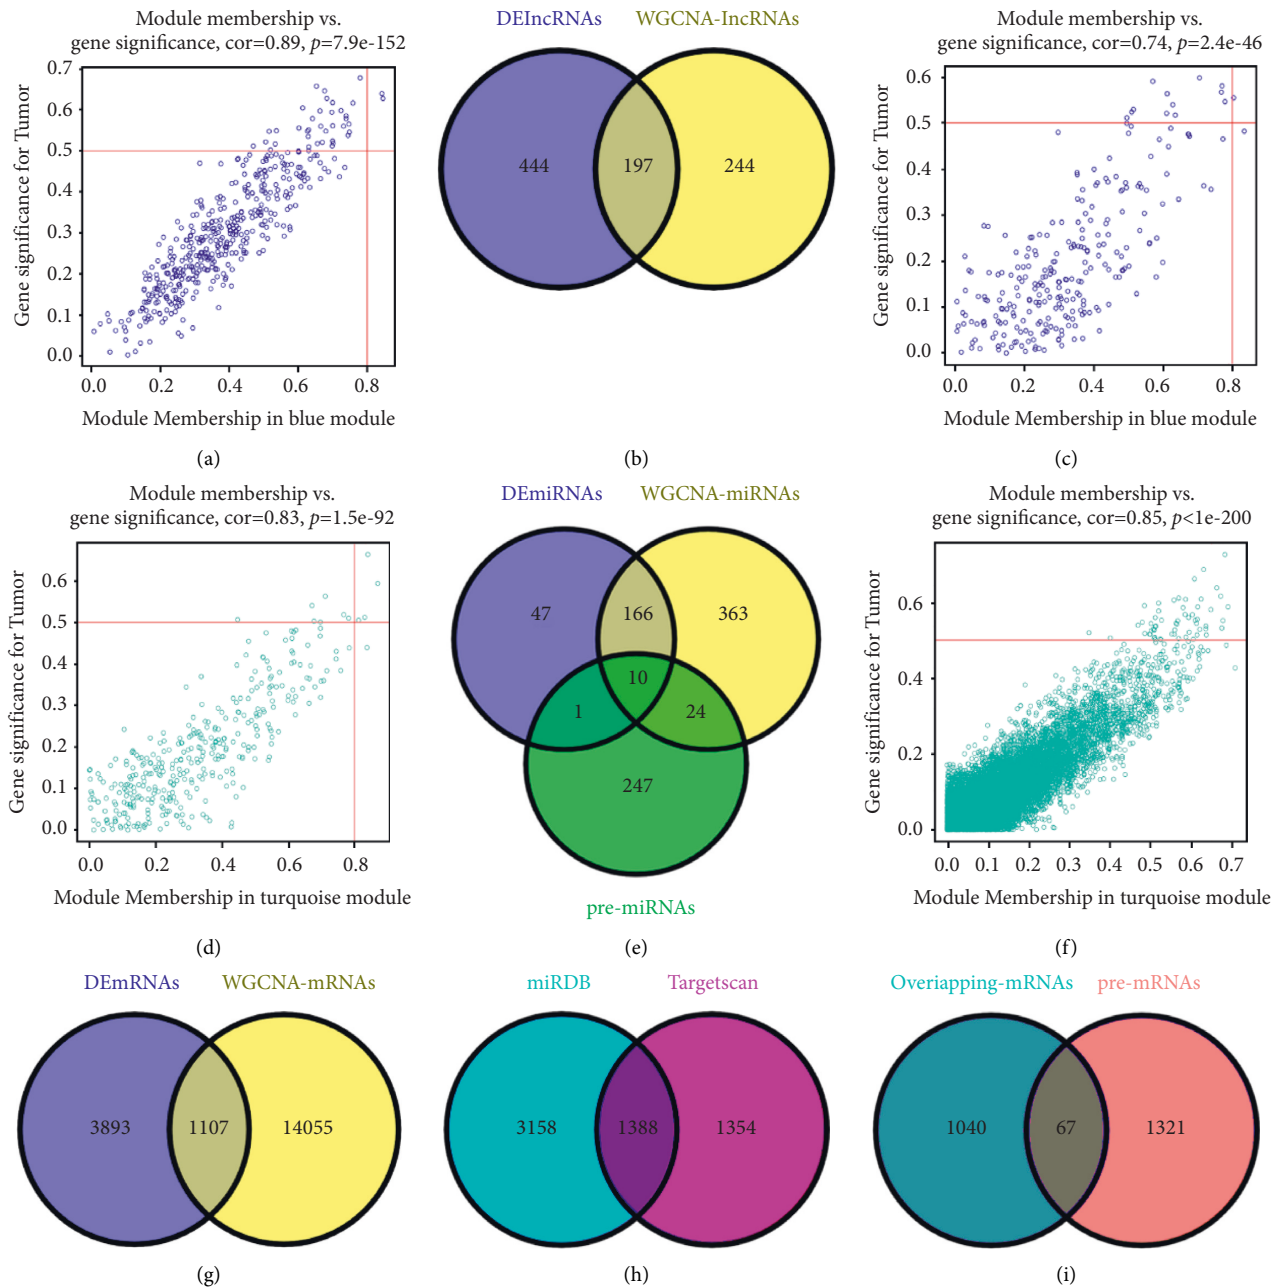 Module membership vs.
gene significance, cor=0.89, p=7.9e-152
0.7
0.6
0.5
0.4
0.3
0.2
0.1
0.0
Gene significance for Tumor
0.0 0.2 0.4 0.6 0.8
Module Membership in blue module
(a)
DElncRNAs WGCNA-lncRNAs
444 197 244
(b)
Module membership vs.
gene significance, cor=0.74, p=2.4e-46
0.6
0.5
0.4
0.3
0.2
0.1
0.0
Gene significance for Tumor
0.0 0.2 0.4 0.6 0.8
Module Membership in blue module
(c)
Module membership vs.
gene significance, cor=0.83, p=1.5e-92
0.6
0.5
0.4
0.3
0.2
0.1
0.0
Gene significance for Tumor
0.0 0.2 0.4 0.6 0.8
Module Membership in turquoise module
(d)
DEmiRNAs WGCNA-miRNAs
47 166 363
10
1 24
247
pre-miRNAs
(e)
Module membership vs.
gene significance, cor=0.85, p<1e-200
0.6
0.4
0.2
0.0
Gene significance for Tumor
0.0 0.1 0.2 0.3 0.4 0.5 0.6 0.7
Module Membership in turquoise module
(f)
DEmRNAs WGCNA-mRNAs
3893 1107 14055
(g)
miRDB Targetscan
3158 1388 1354
(h)
Overiapping-mRNAs pre-mRNAs
1040 67 1321
(i)